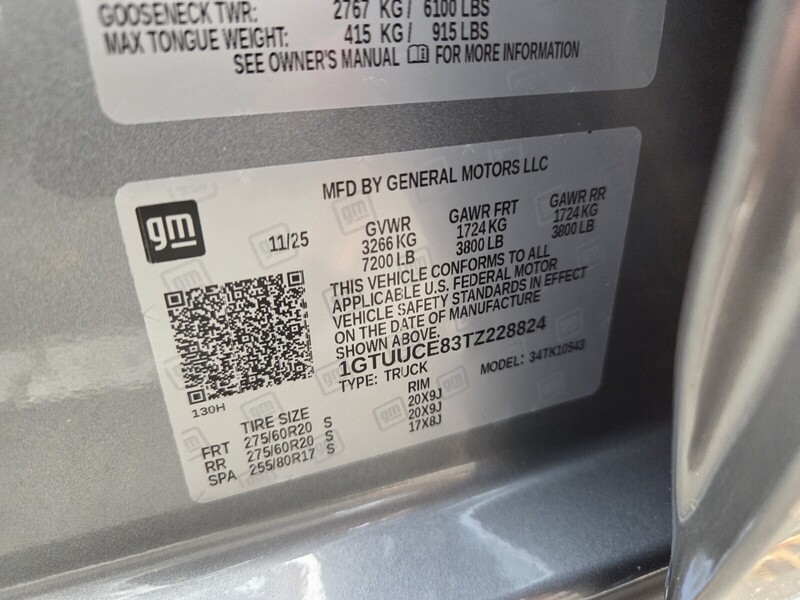 GOOSENECK TWR: 2767 KG/ 6100 LBS
MAX TONGUE WEIGHT: 415 KG/ 915 LBS
SEE OWNER'S MANUAL FOR MORE INFORMATION
MFD BY GENERAL MOTORS LLC
gm
11/25
GVWR GAWR FRT GAWR RR
3266 KG 1724 KG 1724 KG
7200 LB 3800 LB 3800 LB
THIS VEHICLE CONFORMS TO ALL
APPLICABLE U.S. FEDERAL MOTOR
VEHICLE SAFETY STANDARDS IN EFFECT
ON THE DATE OF MANUFACTURE
SHOWN ABOVE.
1GTUUCE83TZ228824
TYPE: TRUCK MODEL: 34TK10543
130H
TIRE SIZE RIM
FRT 275/60R20 S 20X9J
RR 275/60R20 S 20X9J
SPA 255/80R17 S 17X8J